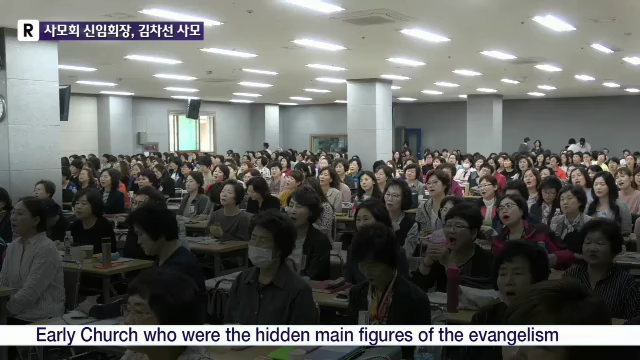 R 사모회 신임회장, 김차선 사모
Early Church who were the hidden main figures of the evangelism